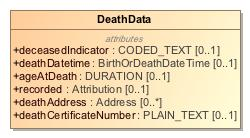 DeathData
attributes
+deceasedIndicator : CODED_TEXT [0..1]
+deathDatetime : BirthOrDeathDateTime [0..1]
+ageAtDeath : DURATION [0..1]
+recorded : Attribution [0..1]
+deathAddress : Address [0..*]
+deathCertificateNumber : PLAIN_TEXT [0..1]